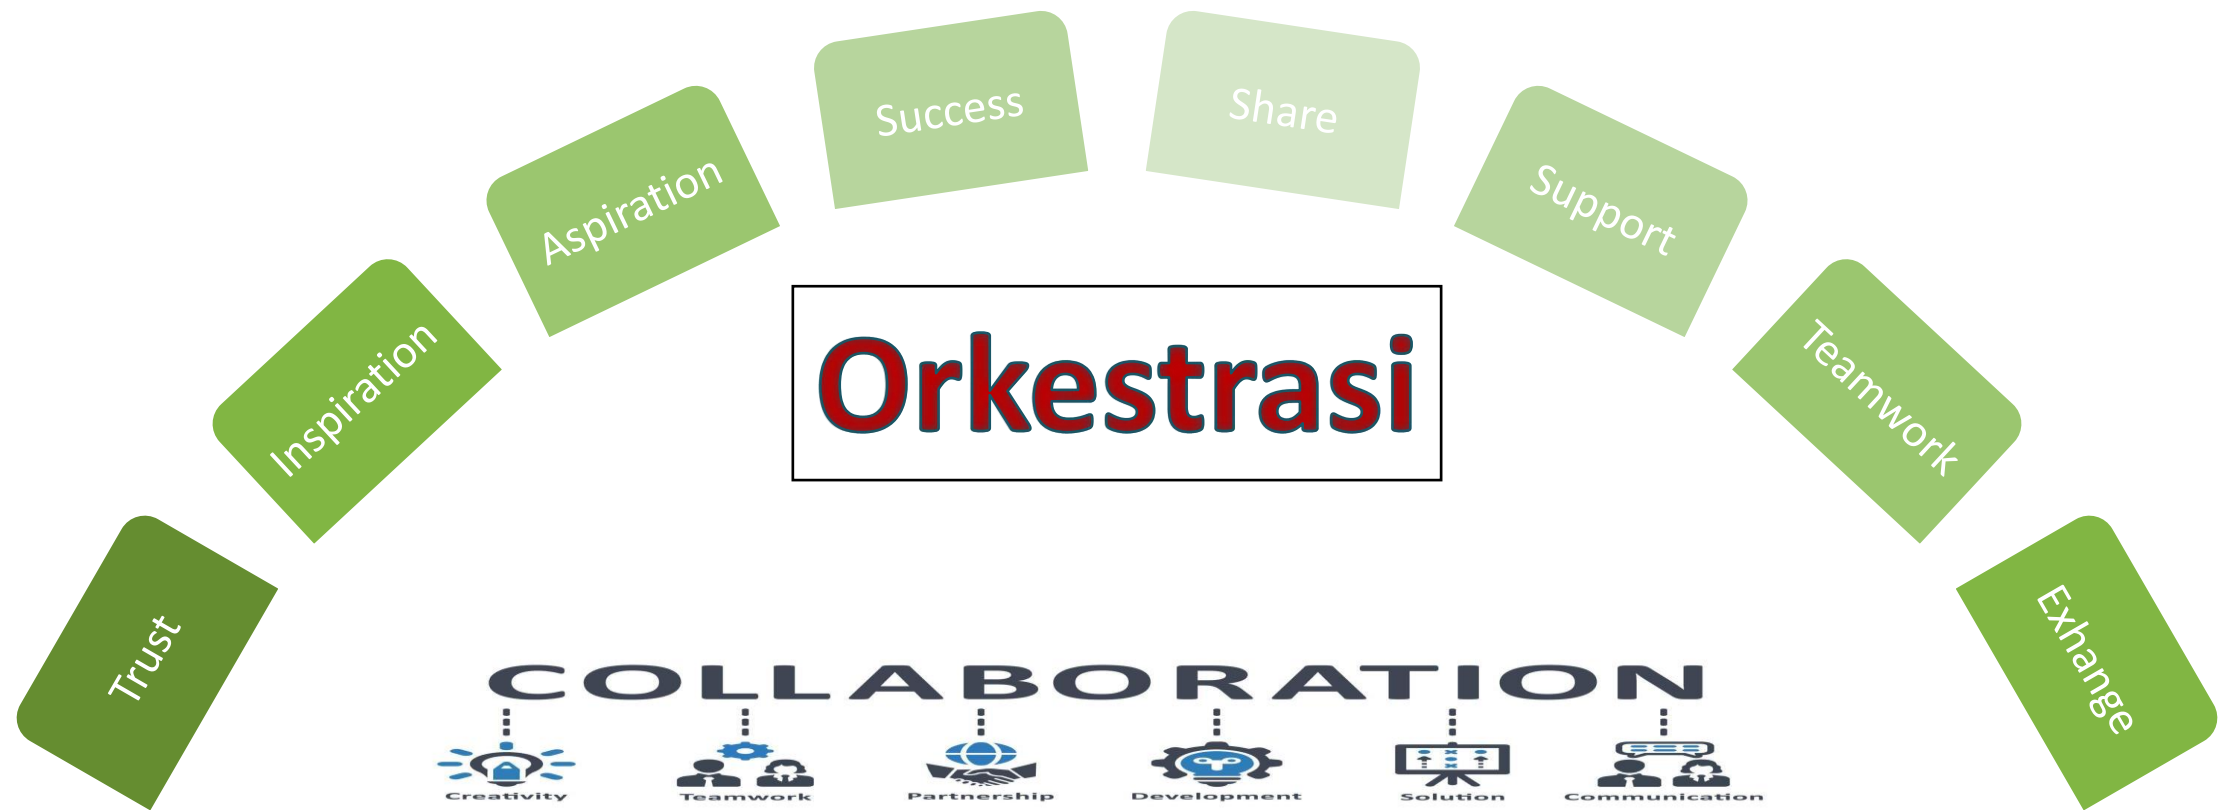 Trust
Inspiration
Aspiration
Success
Share
Support
Teamwork
Exhange
Orkestrasi
COLLABORATION
Creativity
Teamwork
Partnership
Development
Solution
Communication